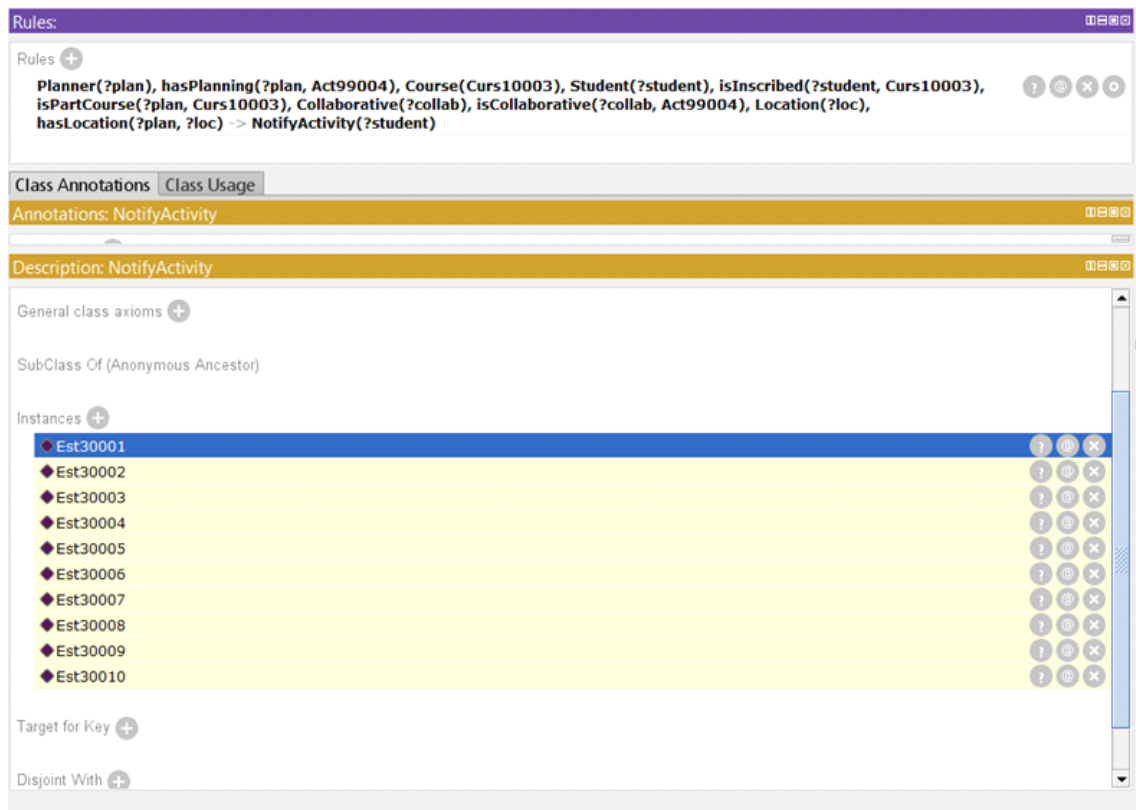 Rules:
Rules
Planner(?plan), hasPlanning(?plan, Act99004), Course(Curs10003), Student(?student), isInscribed(?student, Curs10003),
isPartCourse(?plan, Curs10003), Collaborative(?collab), isCollaborative(?collab, Act99004), Location(?loc),
hasLocation(?plan, ?loc) -> NotifyActivity(?student)
Class Annotations Class Usage
Annotations: NotifyActivity
Description: NotifyActivity
General class axioms
SubClass Of (Anonymous Ancestor)
Instances
Est30001
Est30002
Est30003
Est30004
Est30005
Est30006
Est30007
Est30008
Est30009
Est30010
Target for Key
Disjoint With